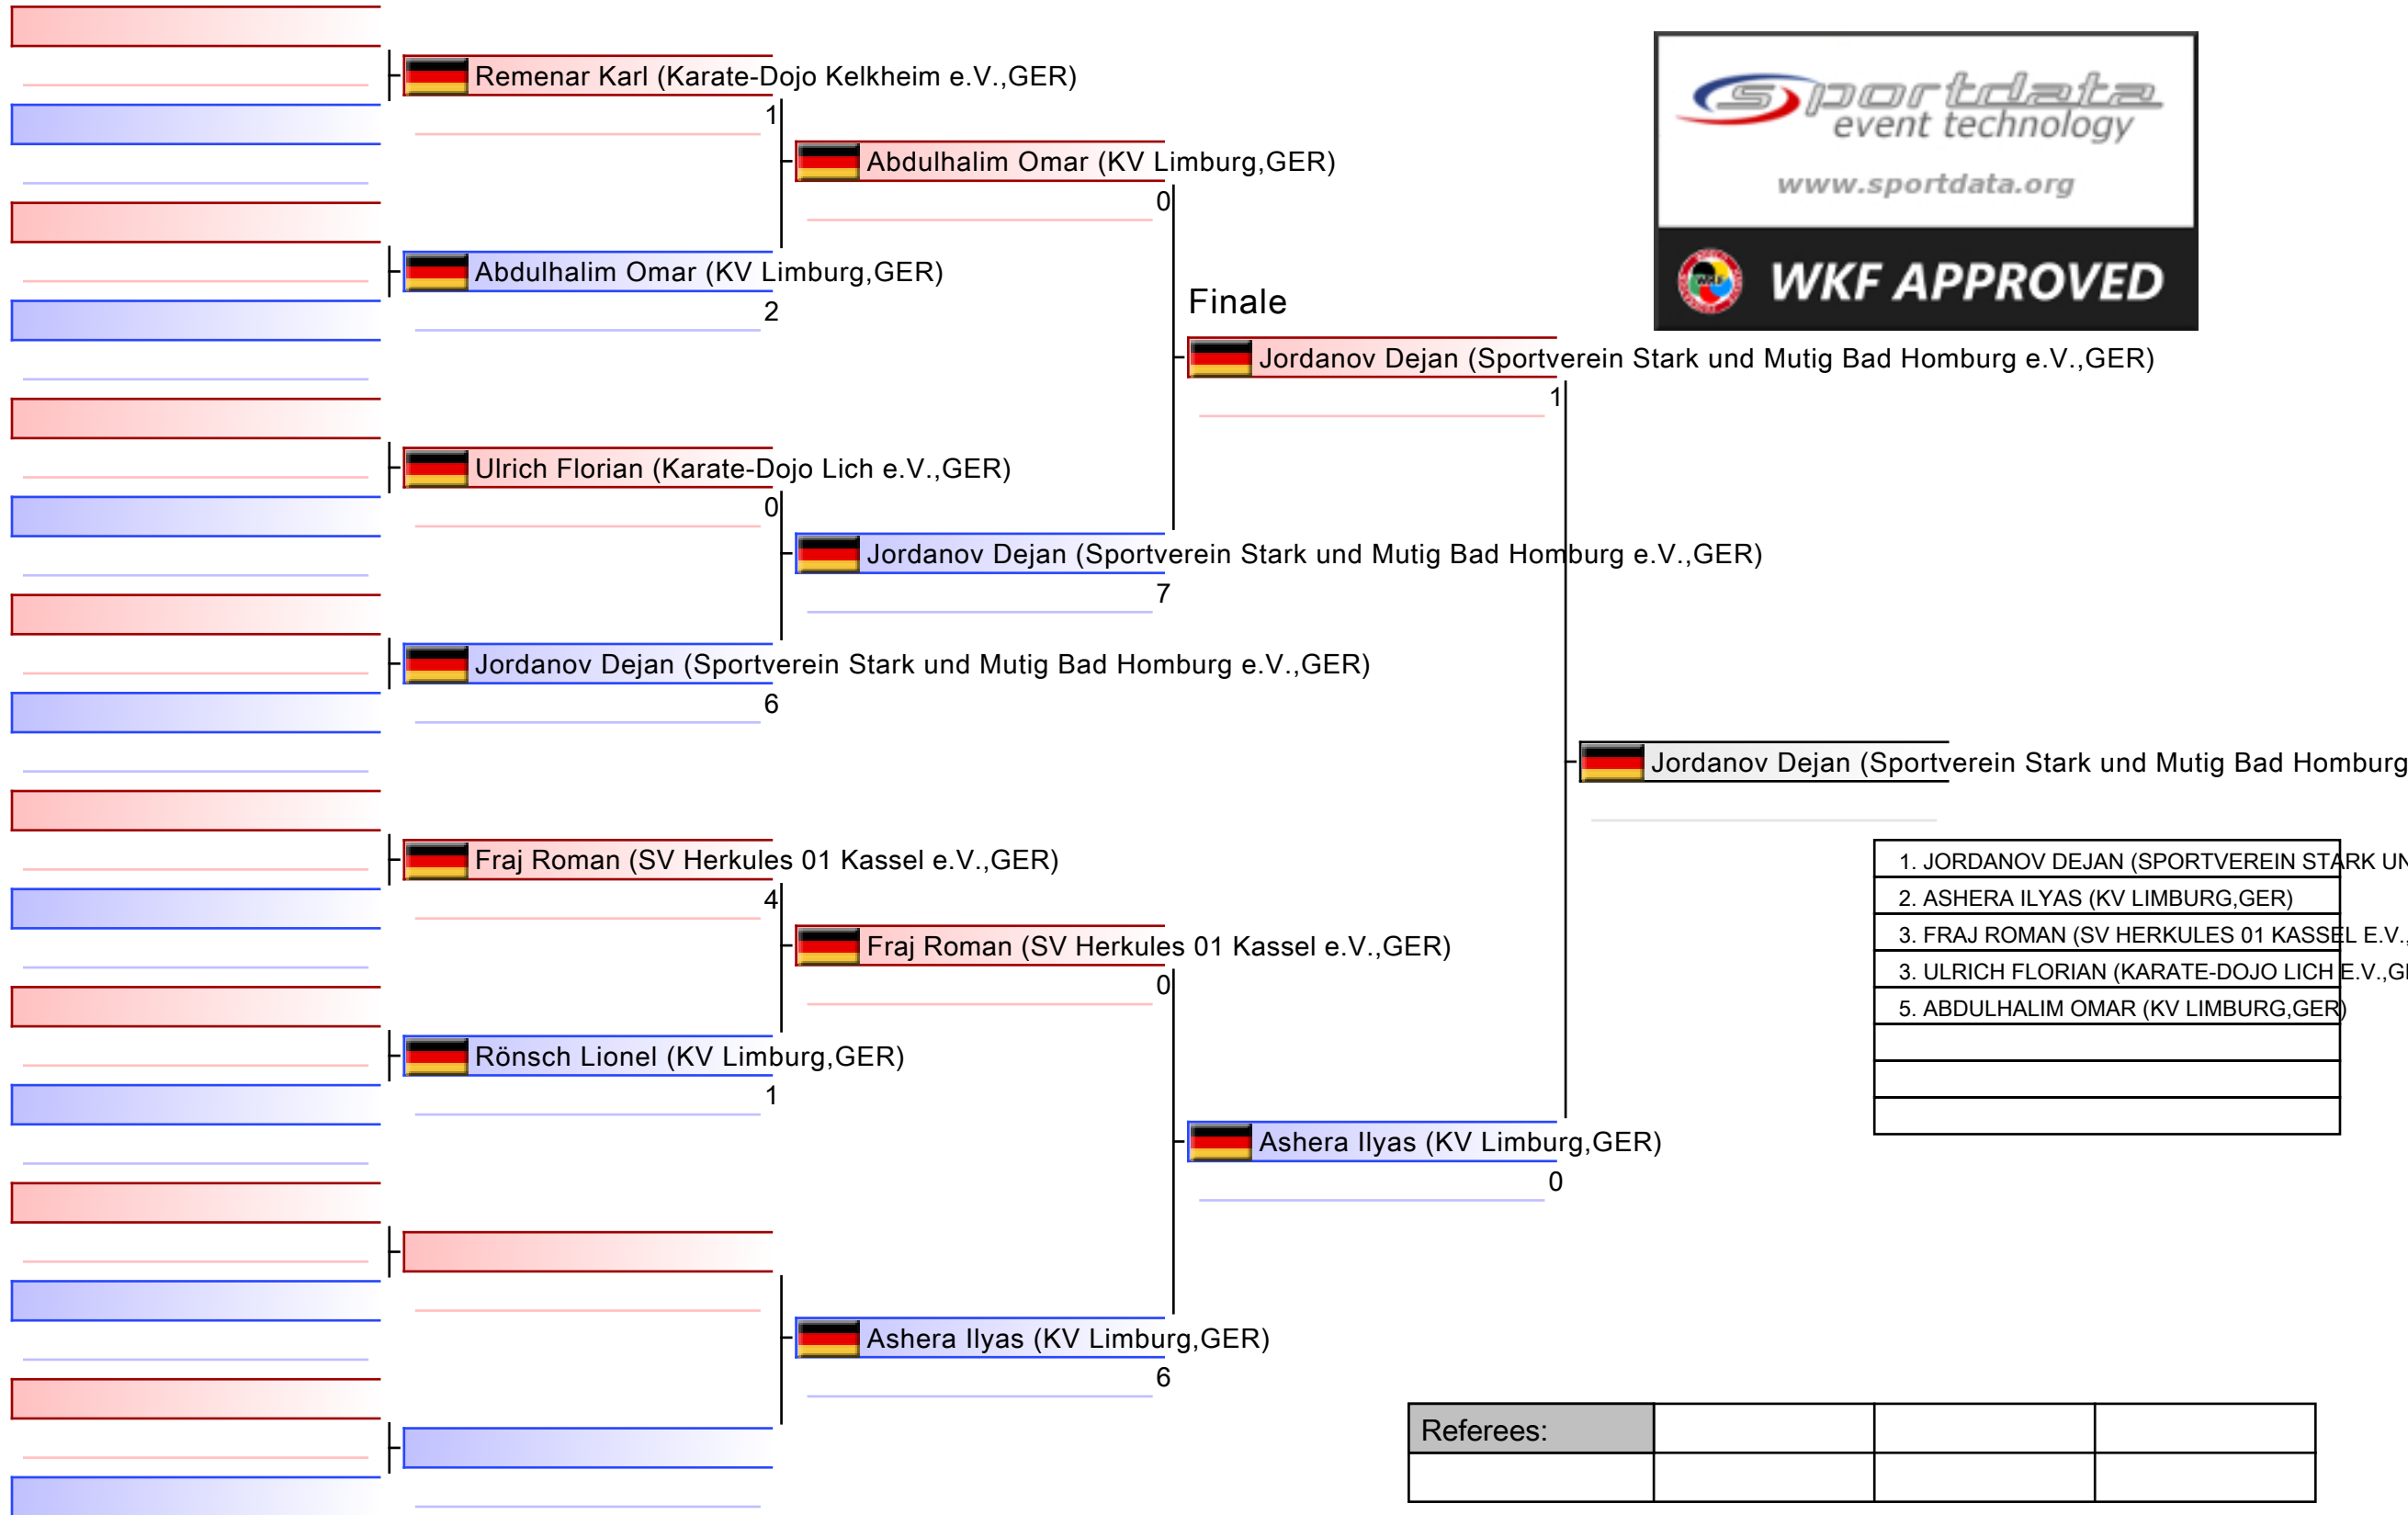 Remenar Karl (Karate-Dojo Kelkheim e.V.,GER)
1
Abdulhalim Omar (KV Limburg,GER)
2
Ulrich Florian (Karate-Dojo Lich e.V.,GER)
0
Jordanov Dejan (Sportverein Stark und Mutig Bad Homburg e.V.,GER)
6
Fraj Roman (SV Herkules 01 Kassel e.V.,GER)
4
Rönsch Lionel (KV Limburg,GER)
1
Abdulhalim Omar (KV Limburg,GER)
0
Jordanov Dejan (Sportverein Stark und Mutig Bad Homburg e.V.,GER)
7
Fraj Roman (SV Herkules 01 Kassel e.V.,GER)
0
Ashera Ilyas (KV Limburg,GER)
6
Finale
Jordanov Dejan (Sportverein Stark und Mutig Bad Homburg e.V.,GER)
1
Ashera Ilyas (KV Limburg,GER)
0
sportdata
event technology
www.sportdata.org
WKF APPROVED
Jordanov Dejan (Sportverein Stark und Mutig Bad Homburg
1. JORDANOV DEJAN (SPORTVEREIN STARK UN
2. ASHERA ILYAS (KV LIMBURG,GER)
3. FRAJ ROMAN (SV HERKULES 01 KASSEL E.V.,
3. ULRICH FLORIAN (KARATE-DOJO LICH E.V.,GE
5. ABDULHALIM OMAR (KV LIMBURG,GER)
Referees: